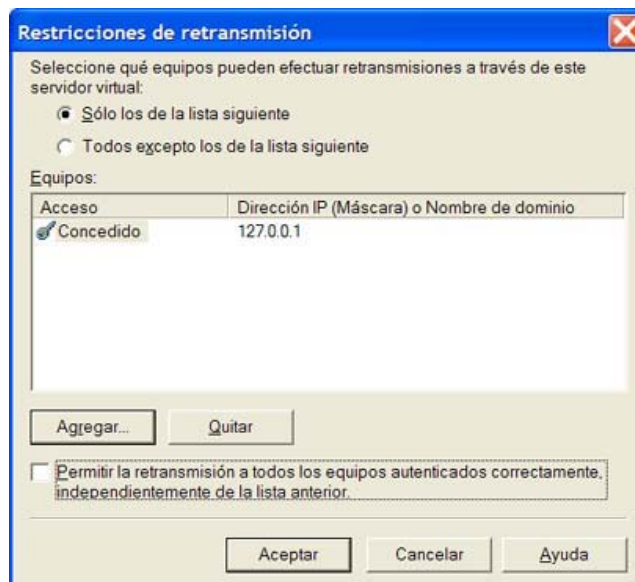 Restricciones de retransmisión
Seleccione qué equipos pueden efectuar retransmisiones a través de este
servidor virtual:
Sólo los de la lista siguiente
Todos excepto los de la lista siguiente
Equipos:
Acceso Dirección IP (Máscara) o Nombre de dominio
Concedido 127.0.0.1
Agregar... Quitar
Permitir la retransmisión a todos los equipos autenticados correctamente,
independientemente de la lista anterior.
Aceptar Cancelar Ayuda